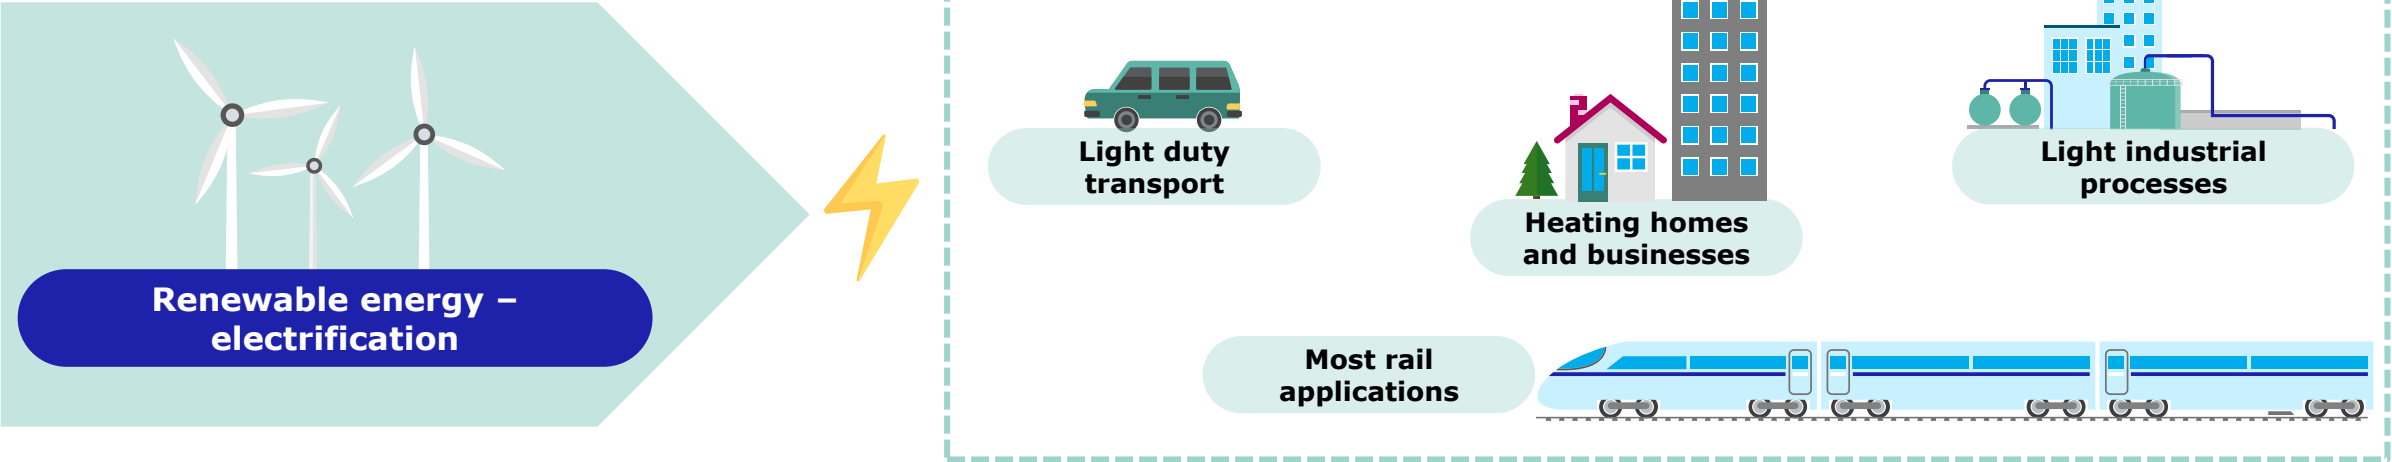 Renewable energy –
electrification
Light duty
transport
Heating homes
and businesses
Light industrial
processes
Most rail
applications